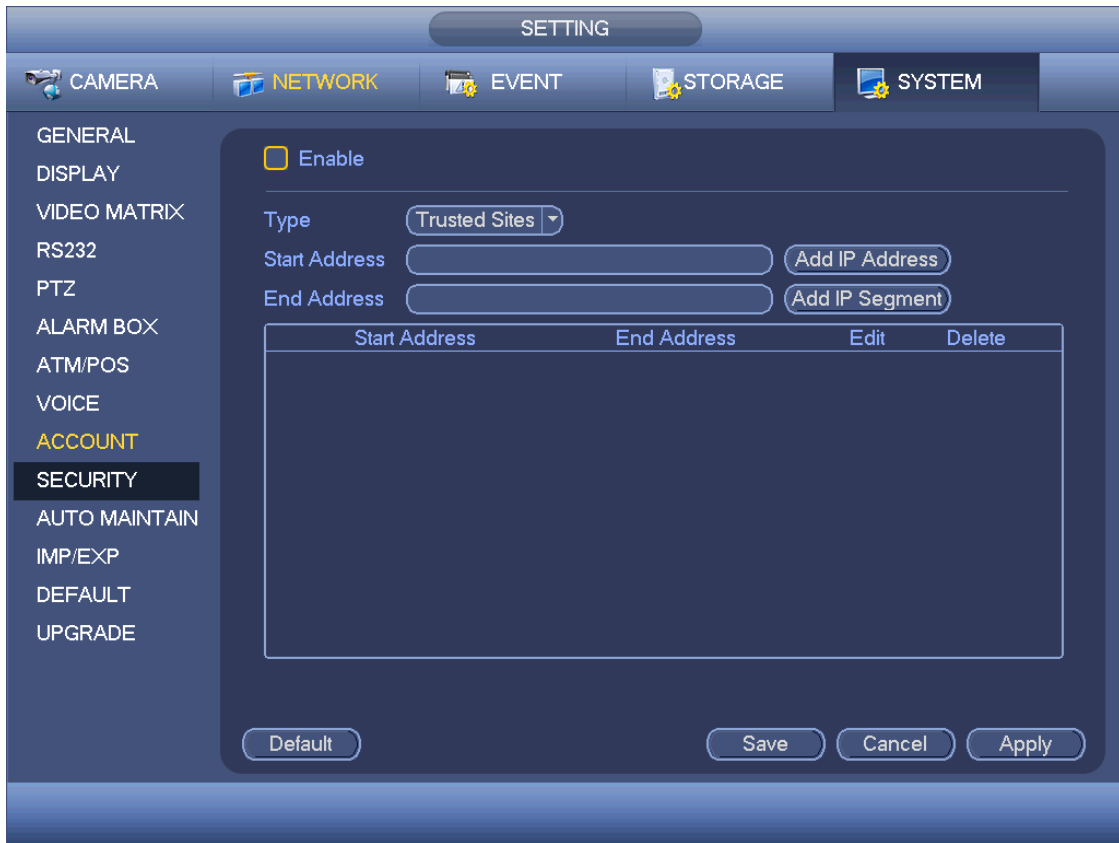 SETTING
CAMERA NETWORK EVENT STORAGE SYSTEM
GENERAL
DISPLAY
VIDEO MATRIX
RS232
PTZ
ALARM BOX
ATM/POS
VOICE
ACCOUNT
SECURITY
AUTO MAINTAIN
IMP/EXP
DEFAULT
UPGRADE
Enable
Type Trusted Sites
Start Address Add IP Address
End Address Add IP Segment
Start Address End Address Edit Delete
Default Save Cancel Apply